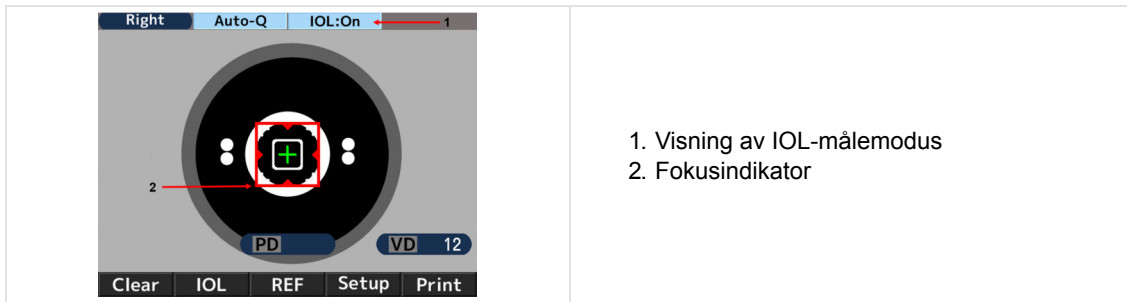 Right Auto-Q IOL:On 1
2
PD VD 12
Clear IOL REF Setup Print
1. Visning av IOL-målemodus
2. Fokusindikator